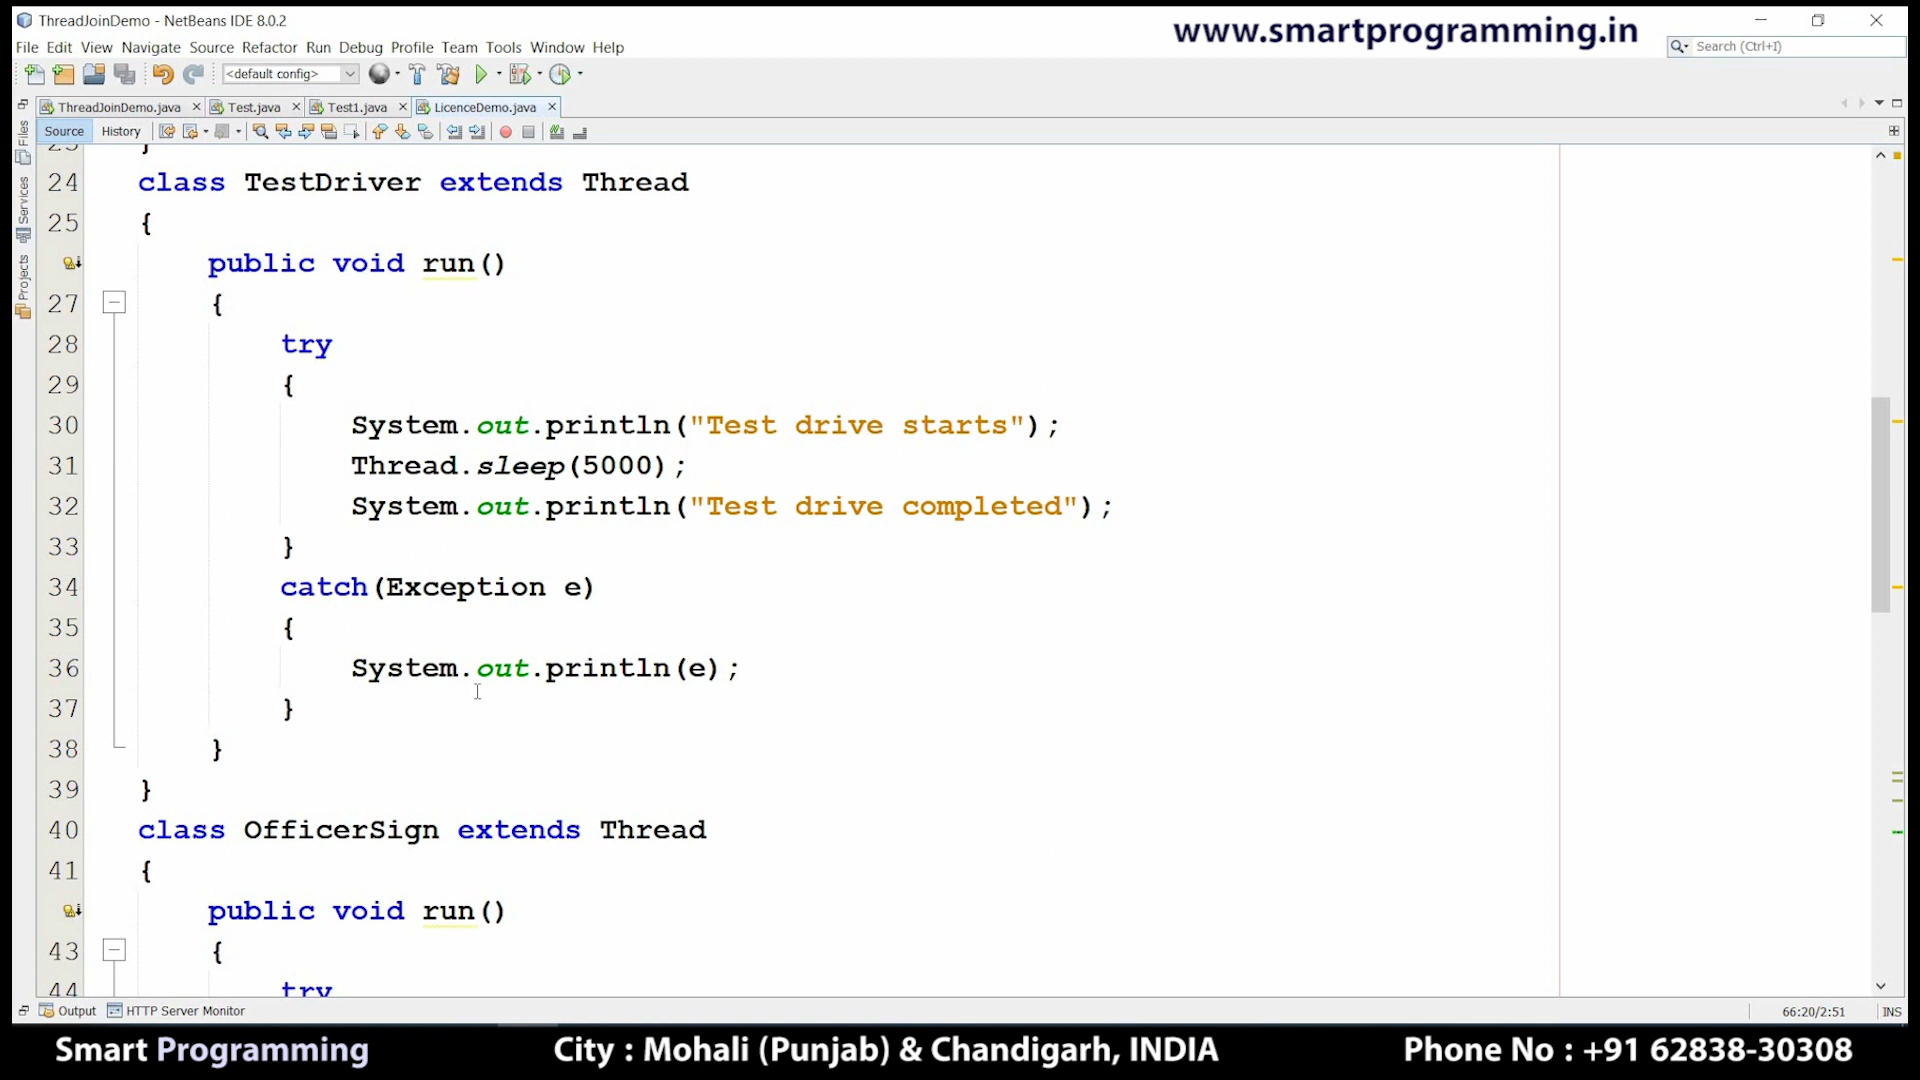 ThreadJoinDemo - NetBeans IDE 8.0.2
www.smartprogramming.in
File Edit View Navigate Source Refactor Run Debug Profile Team Tools Window Help
Search (Ctrl+I)
<default config>
ThreadJoinDemo.java Test.java Test1.java LicenceDemo.java
Source History
Files
Services
Projects
23 }
24 class TestDriver extends Thread
25 {
public void run()
27 {
28 try
29 {
30 System.out.println("Test drive starts");
31 Thread.sleep(5000);
32 System.out.println("Test drive completed");
33 }
34 catch(Exception e)
35 {
36 System.out.println(e);
37 }
38 }
39 }
40 class OfficerSign extends Thread
41 {
public void run()
43 {
44 try
Output HTTP Server Monitor
66:20/2:51 INS
Smart Programming
City : Mohali (Punjab) & Chandigarh, INDIA
Phone No : +91 62838-30308